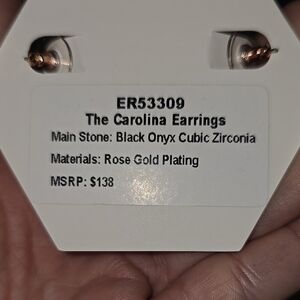 ER53309
The Carolina Earrings
Main Stone: Black Onyx Cubic Zirconia
Materials: Rose Gold Plating
MSRP: $138